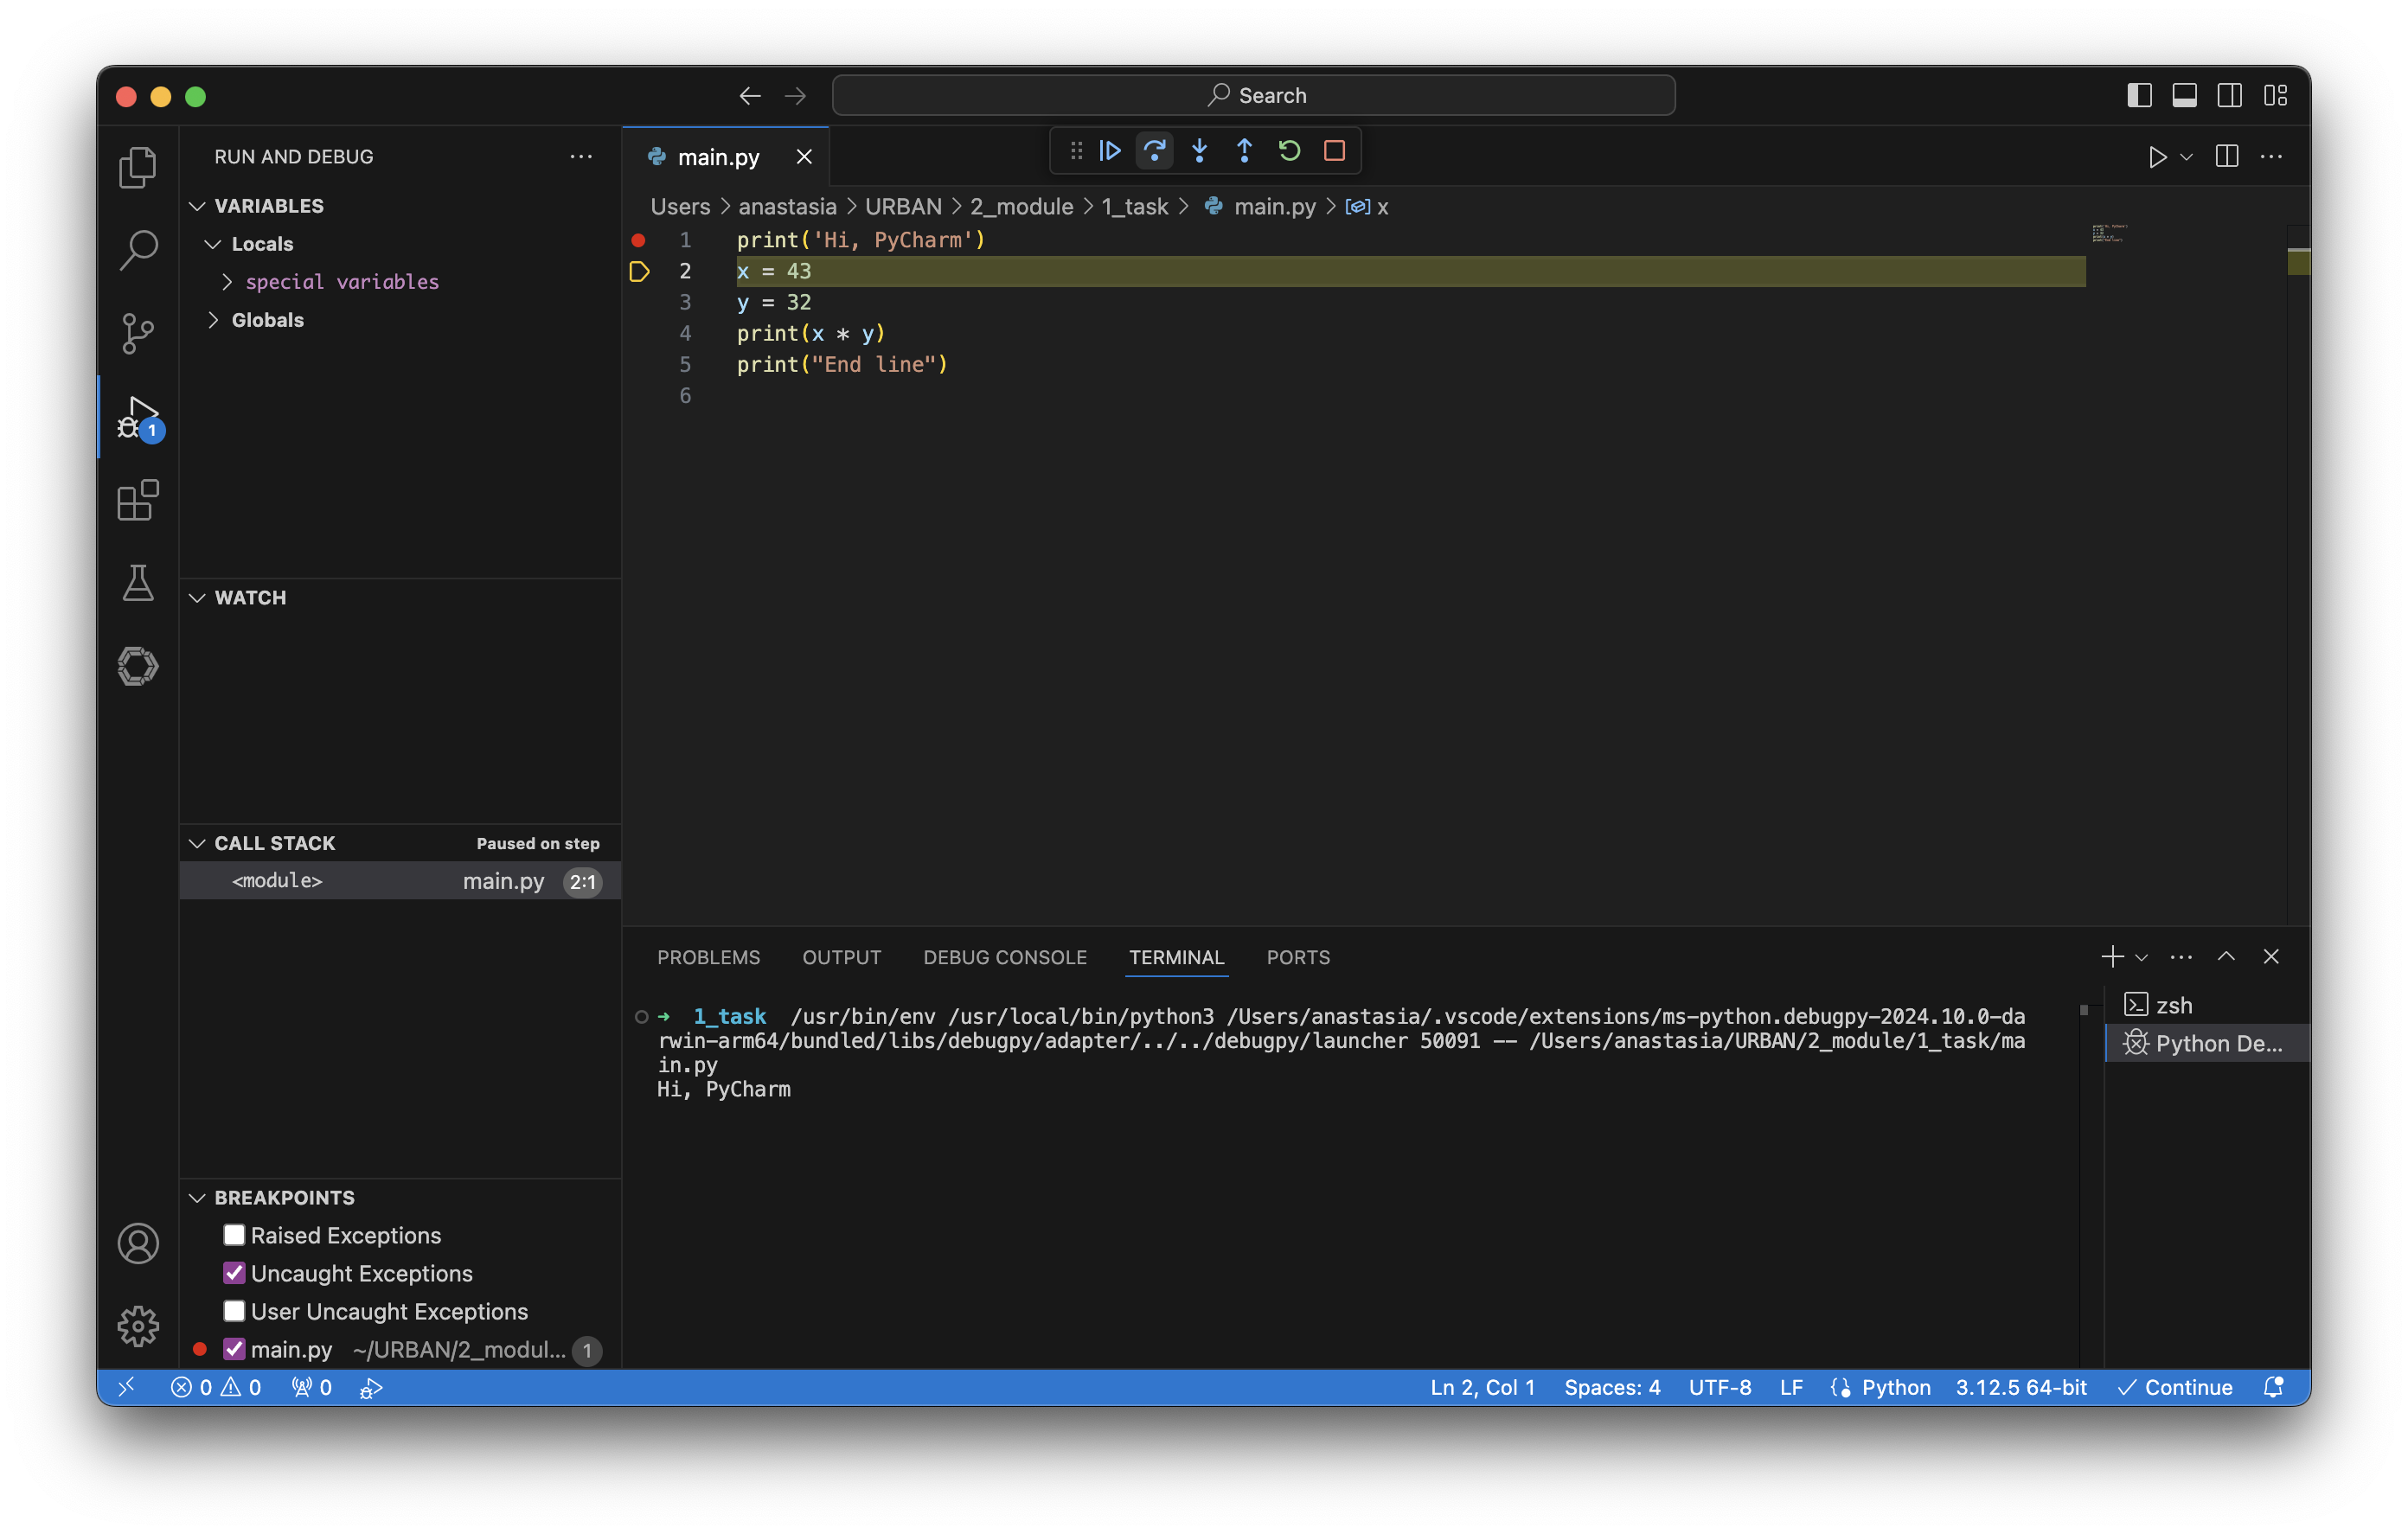 Search
RUN AND DEBUG
VARIABLES
Locals
special variables
Globals
WATCH
CALL STACK Paused on step
<module> main.py 2:1
BREAKPOINTS
Raised Exceptions
Uncaught Exceptions
User Uncaught Exceptions
main.py ~/URBAN/2_modul... 1
1
main.py
Users > anastasia > URBAN > 2_module > 1_task > main.py > x
1 print('Hi, PyCharm')
2 x = 43
3 y = 32
4 print(x * y)
5 print("End line")
6
PROBLEMS OUTPUT DEBUG CONSOLE TERMINAL PORTS
➜ 1_task /usr/bin/env /usr/local/bin/python3 /Users/anastasia/.vscode/extensions/ms-python.debugpy-2024.10.0-da
rwin-arm64/bundled/libs/debugpy/adapter/../../debugpy/launcher 50091 -- /Users/anastasia/URBAN/2_module/1_task/ma
in.py
Hi, PyCharm
zsh
Python De...
0 0 0 Ln 2, Col 1 Spaces: 4 UTF-8 LF Python 3.12.5 64-bit Continue